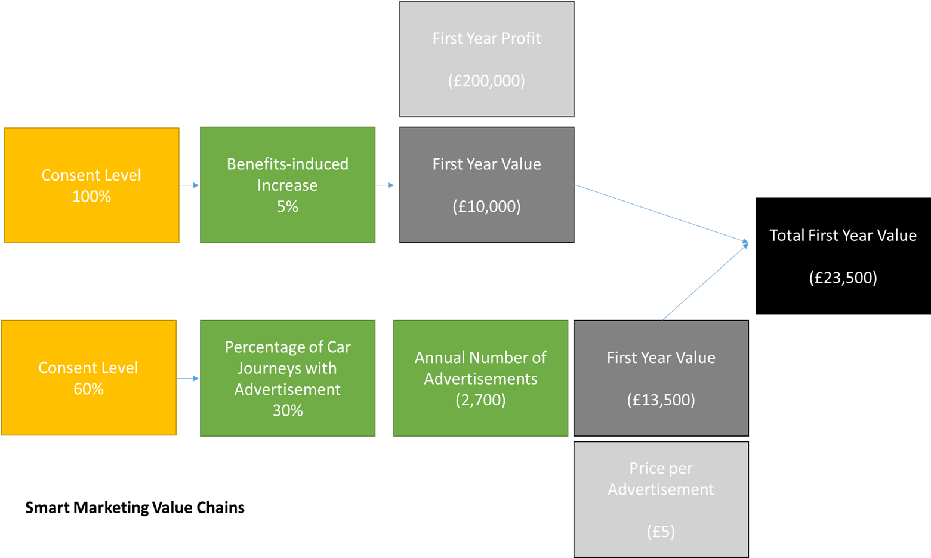 First Year Profit
(£200,000)
Consent Level
100%
Benefits-induced
Increase
5%
First Year Value
(£10,000)
Total First Year Value
(£23,500)
Consent Level
60%
Percentage of Car
Journeys with
Advertisement
30%
Annual Number of
Advertisements
(2,700)
First Year Value
(£13,500)
Price per
Advertisement
(£5)
Smart Marketing Value Chains